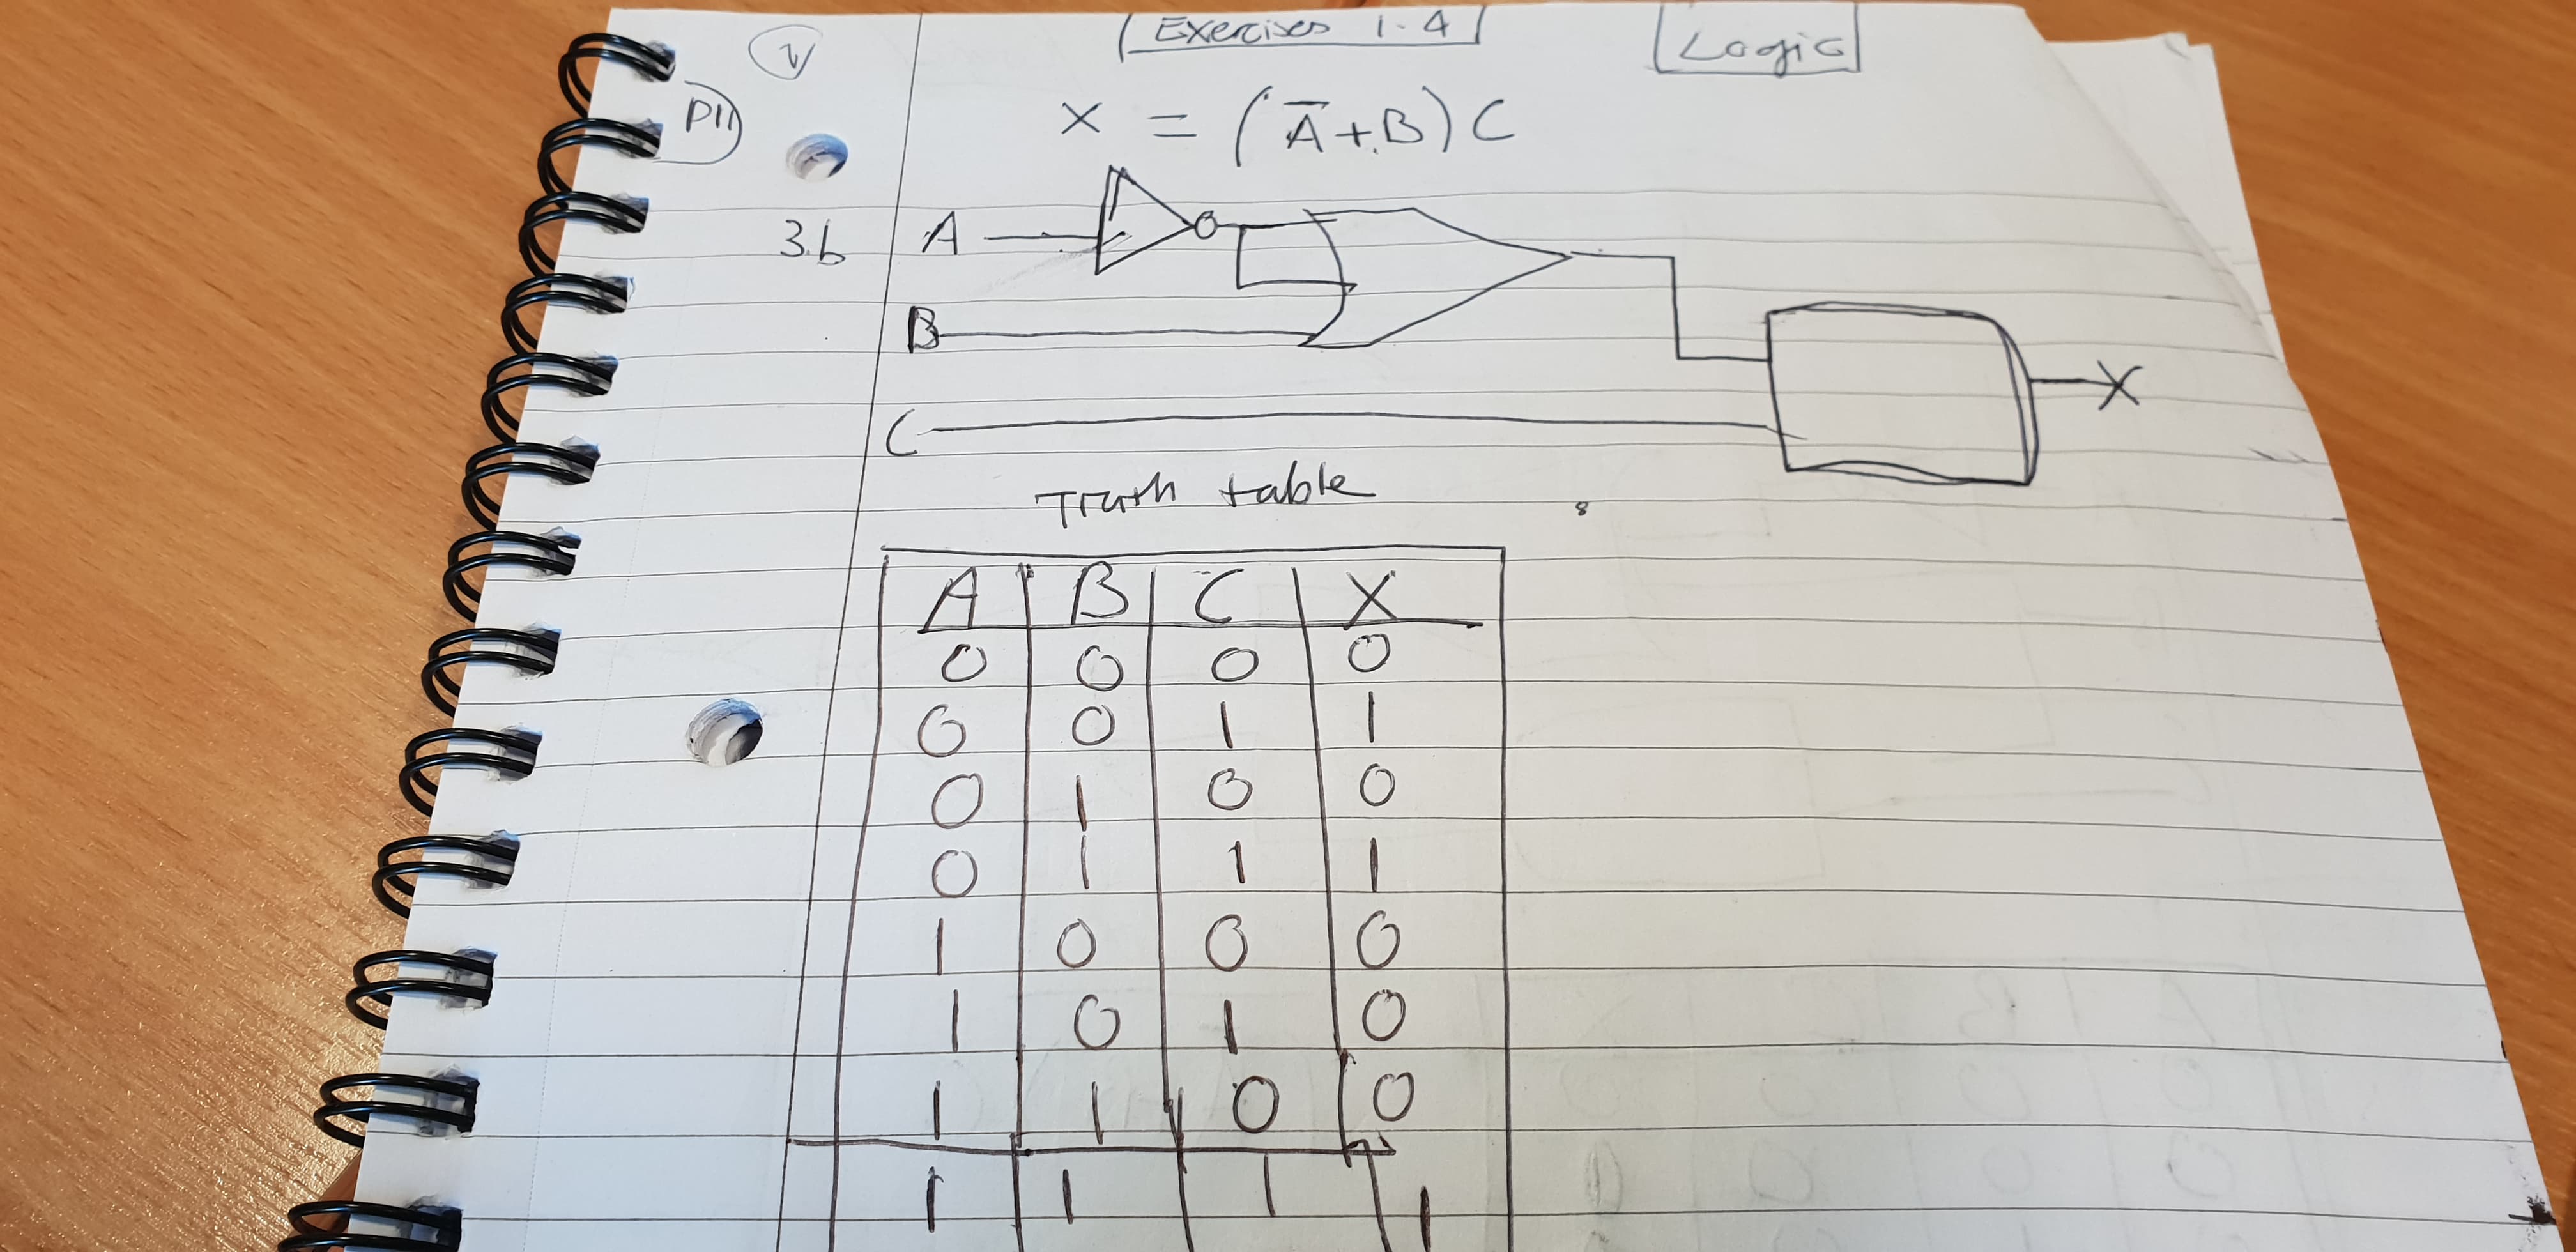 Exercises 1.4
Logic
P11
X = (A̅+B)C
3.b
A
B
C
X
Truth table
A B C X
0 0 0 0
0 0 1 1
0 1 0 0
0 1 1 1
1 0 0 0
1 0 1 0
1 1 0 0
1 1 1 1